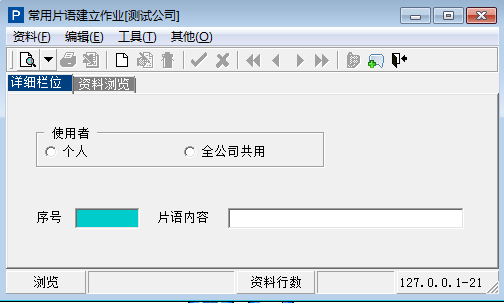 P 常用片语建立作业[测试公司]
资料(F) 编辑(E) 工具(T) 其他(O)
详细栏位 资料浏览
使用者
个人 全公司共用
序号 片语内容
浏览 资料行数 127.0.0.1-21